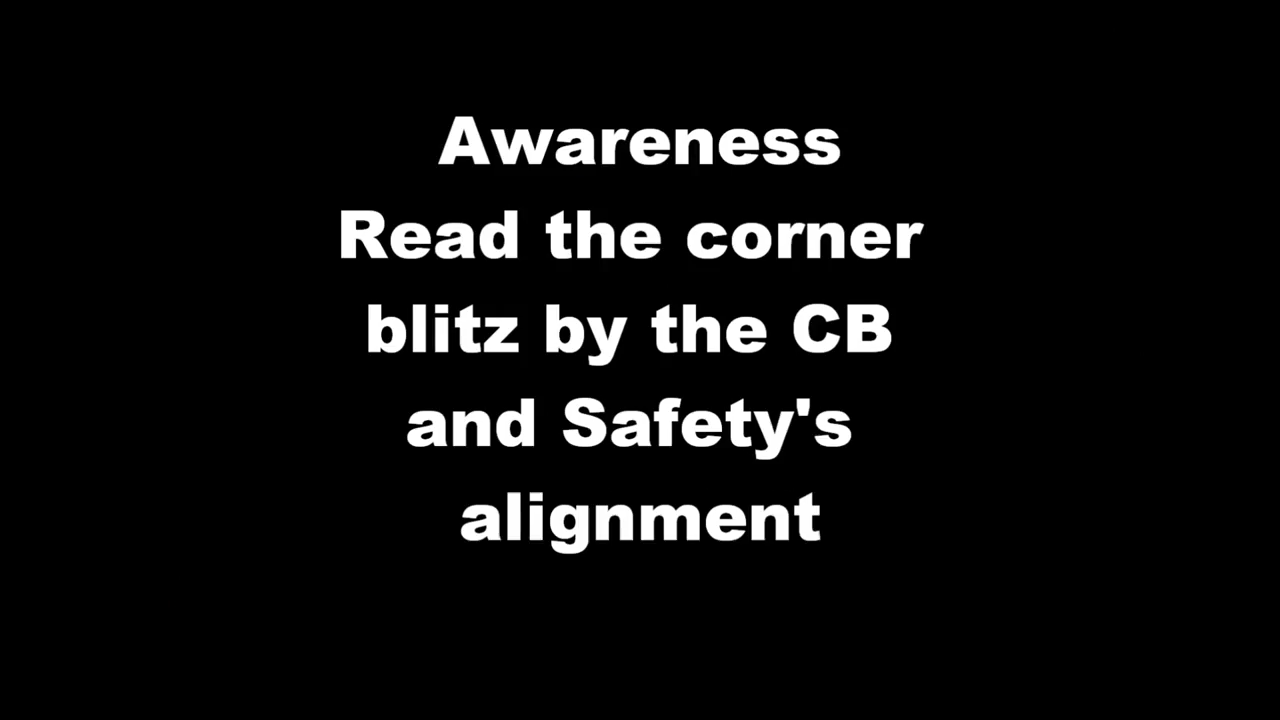 Awareness
Read the corner
blitz by the CB
and Safety's
alignment